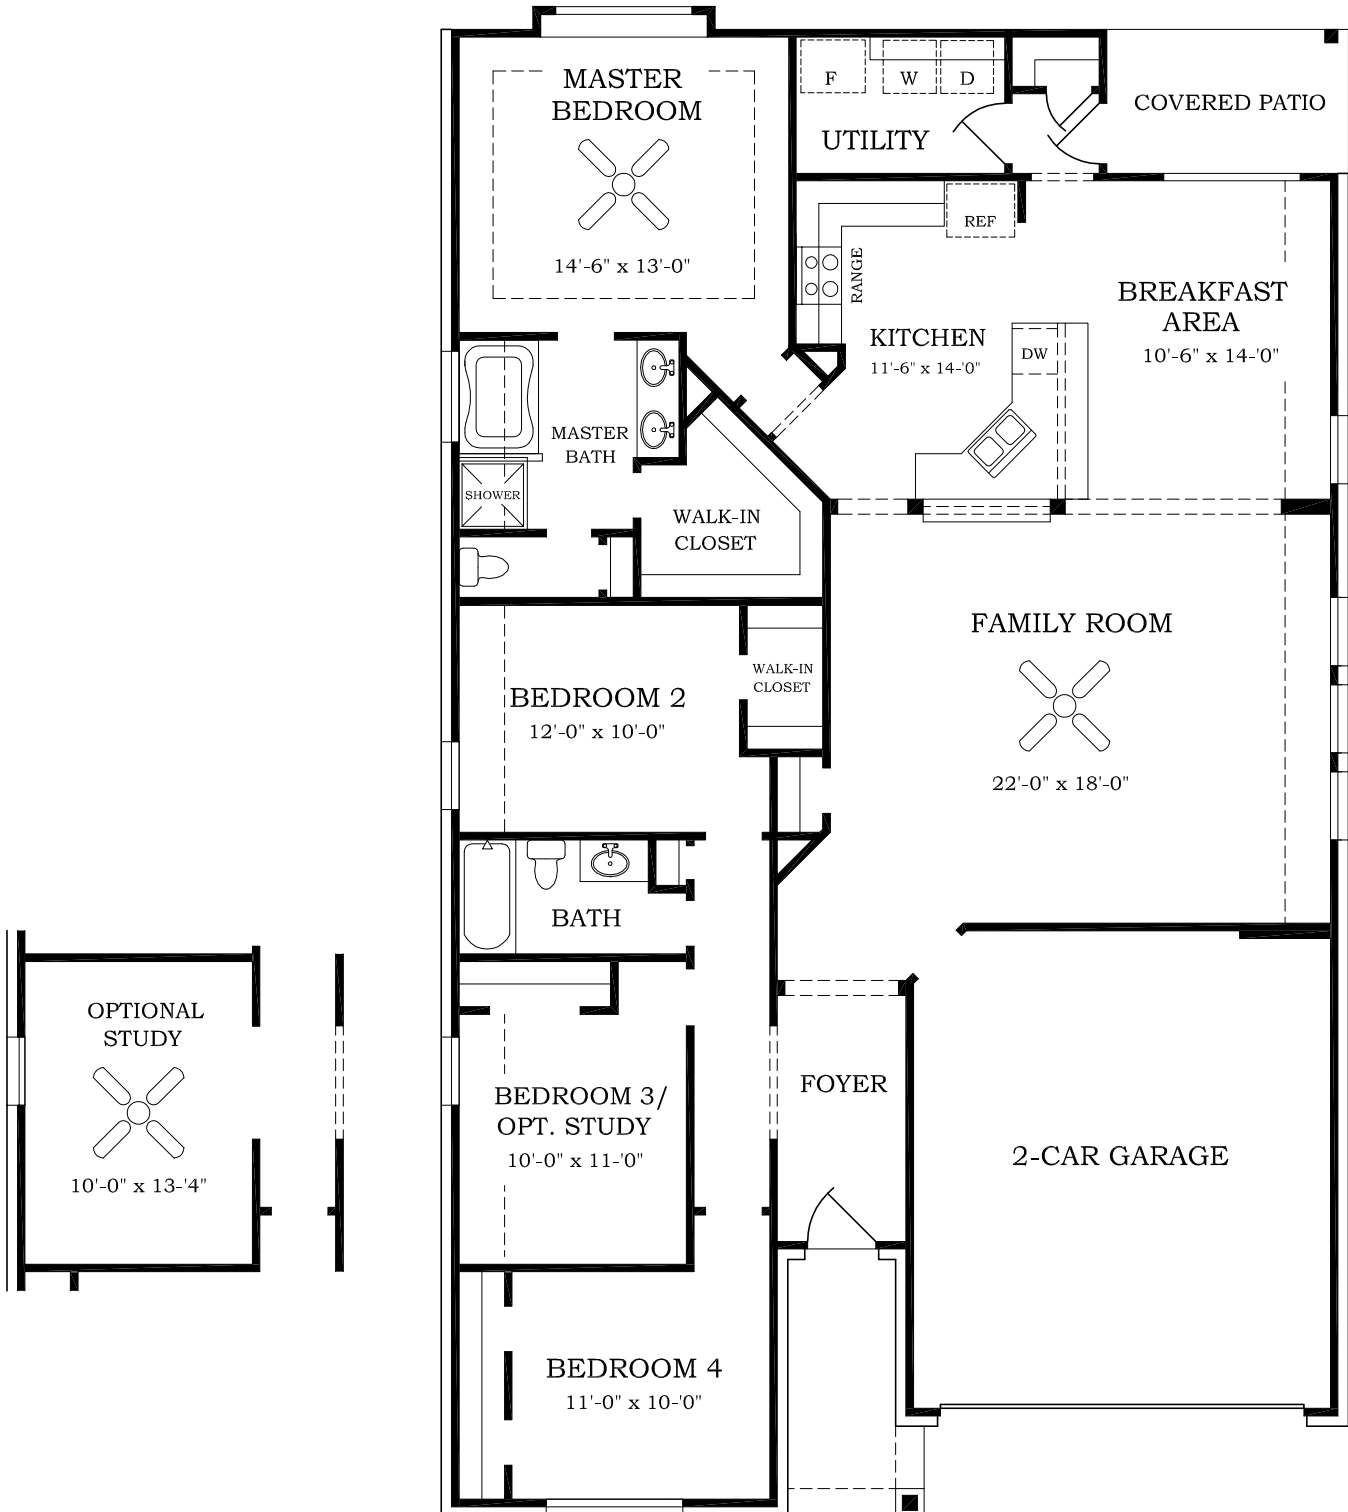 MASTER
BEDROOM
14'-6" x 13'-0"
F
W
D
UTILITY
COVERED PATIO
REF
RANGE
KITCHEN
11'-6" x 14'-0"
DW
BREAKFAST
AREA
10'-6" x 14'-0"
MASTER
BATH
SHOWER
WALK-IN
CLOSET
FAMILY ROOM
22'-0" x 18'-0"
WALK-IN
CLOSET
BEDROOM 2
12'-0" x 10'-0"
BATH
OPTIONAL
STUDY
10'-0" x 13-'4"
BEDROOM 3/
OPT. STUDY
10'-0" x 11-'0"
FOYER
2-CAR GARAGE
BEDROOM 4
11'-0" x 10-'0"